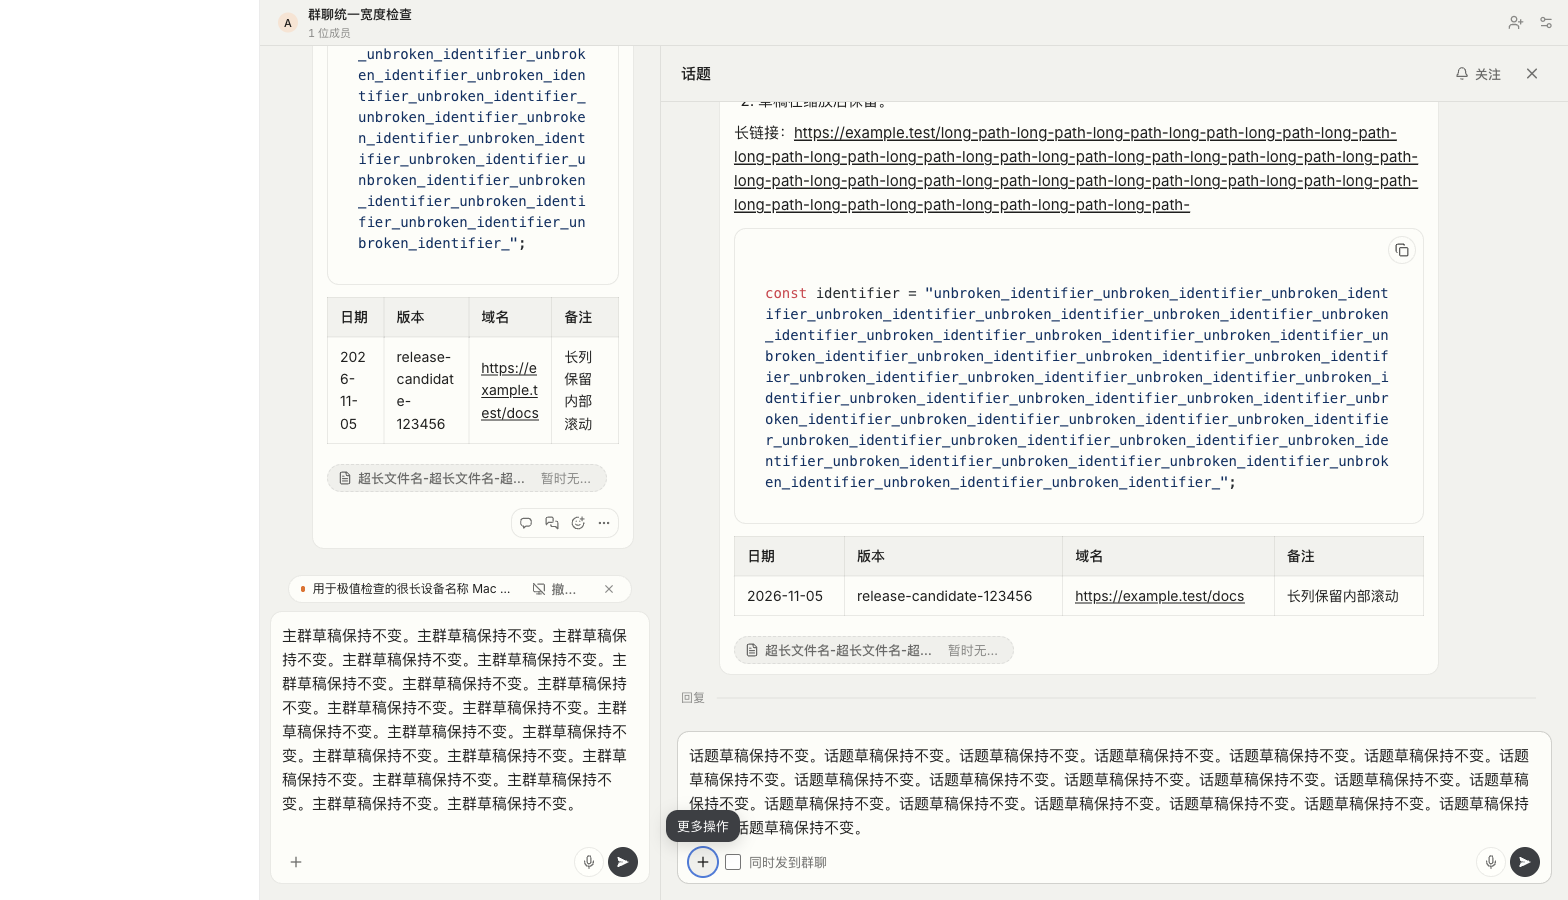 A
群聊统一宽度检查
1 位成员
_unbroken_identifier_unbrok
en_identifier_unbroken_iden
tifier_unbroken_identifier_
unbroken_identifier_unbroke
n_identifier_unbroken_ident
ifier_unbroken_identifier_u
nbroken_identifier_unbroken
_identifier_unbroken_identi
fier_unbroken_identifier_un
broken_identifier_";
日期 版本 域名 备注
202 release- https://e 长列
6- candidat xample.t 保留
11- e- est/docs 内部
05 123456 滚动
超长文件名-超长文件名-超... 暂时无...
用于极值检查的很长设备名称 Mac ... 撤...
主群草稿保持不变。主群草稿保持不变。主群草稿保
持不变。主群草稿保持不变。主群草稿保持不变。主
群草稿保持不变。主群草稿保持不变。主群草稿保持
不变。主群草稿保持不变。主群草稿保持不变。主群
草稿保持不变。主群草稿保持不变。主群草稿保持不
变。主群草稿保持不变。主群草稿保持不变。主群草
稿保持不变。主群草稿保持不变。主群草稿保持不
变。主群草稿保持不变。主群草稿保持不变。
话题
关注
2. 草稿在缩放后保留。
长链接：https://example.test/long-path-long-path-long-path-long-path-long-path-long-path-
long-path-long-path-long-path-long-path-long-path-long-path-long-path-long-path-long-path-
long-path-long-path-long-path-long-path-long-path-long-path-long-path-long-path-long-path-
long-path-long-path-long-path-long-path-long-path-long-path-
const identifier = "unbroken_identifier_unbroken_identifier_unbroken_ident
ifier_unbroken_identifier_unbroken_identifier_unbroken_identifier_unbroken
_identifier_unbroken_identifier_unbroken_identifier_unbroken_identifier_un
broken_identifier_unbroken_identifier_unbroken_identifier_unbroken_identif
ier_unbroken_identifier_unbroken_identifier_unbroken_identifier_unbroken_i
dentifier_unbroken_identifier_unbroken_identifier_unbroken_identifier_unbr
oken_identifier_unbroken_identifier_unbroken_identifier_unbroken_identifie
r_unbroken_identifier_unbroken_identifier_unbroken_identifier_unbroken_ide
ntifier_unbroken_identifier_unbroken_identifier_unbroken_identifier_unbrok
en_identifier_unbroken_identifier_unbroken_identifier_";
日期 版本 域名 备注
2026-11-05 release-candidate-123456 https://example.test/docs 长列保留内部滚动
超长文件名-超长文件名-超... 暂时无...
回复
话题草稿保持不变。话题草稿保持不变。话题草稿保持不变。话题草稿保持不变。话题草稿保持不变。话题草稿保持不变。话题
草稿保持不变。话题草稿保持不变。话题草稿保持不变。话题草稿保持不变。话题草稿保持不变。话题草稿保持不变。话题草稿
保持不变。话题草稿保持不变。话题草稿保持不变。话题草稿保持不变。话题草稿保持不变。话题草稿保持不变。话题草稿保持
话题草稿保持不变。
更多操作
同时发到群聊